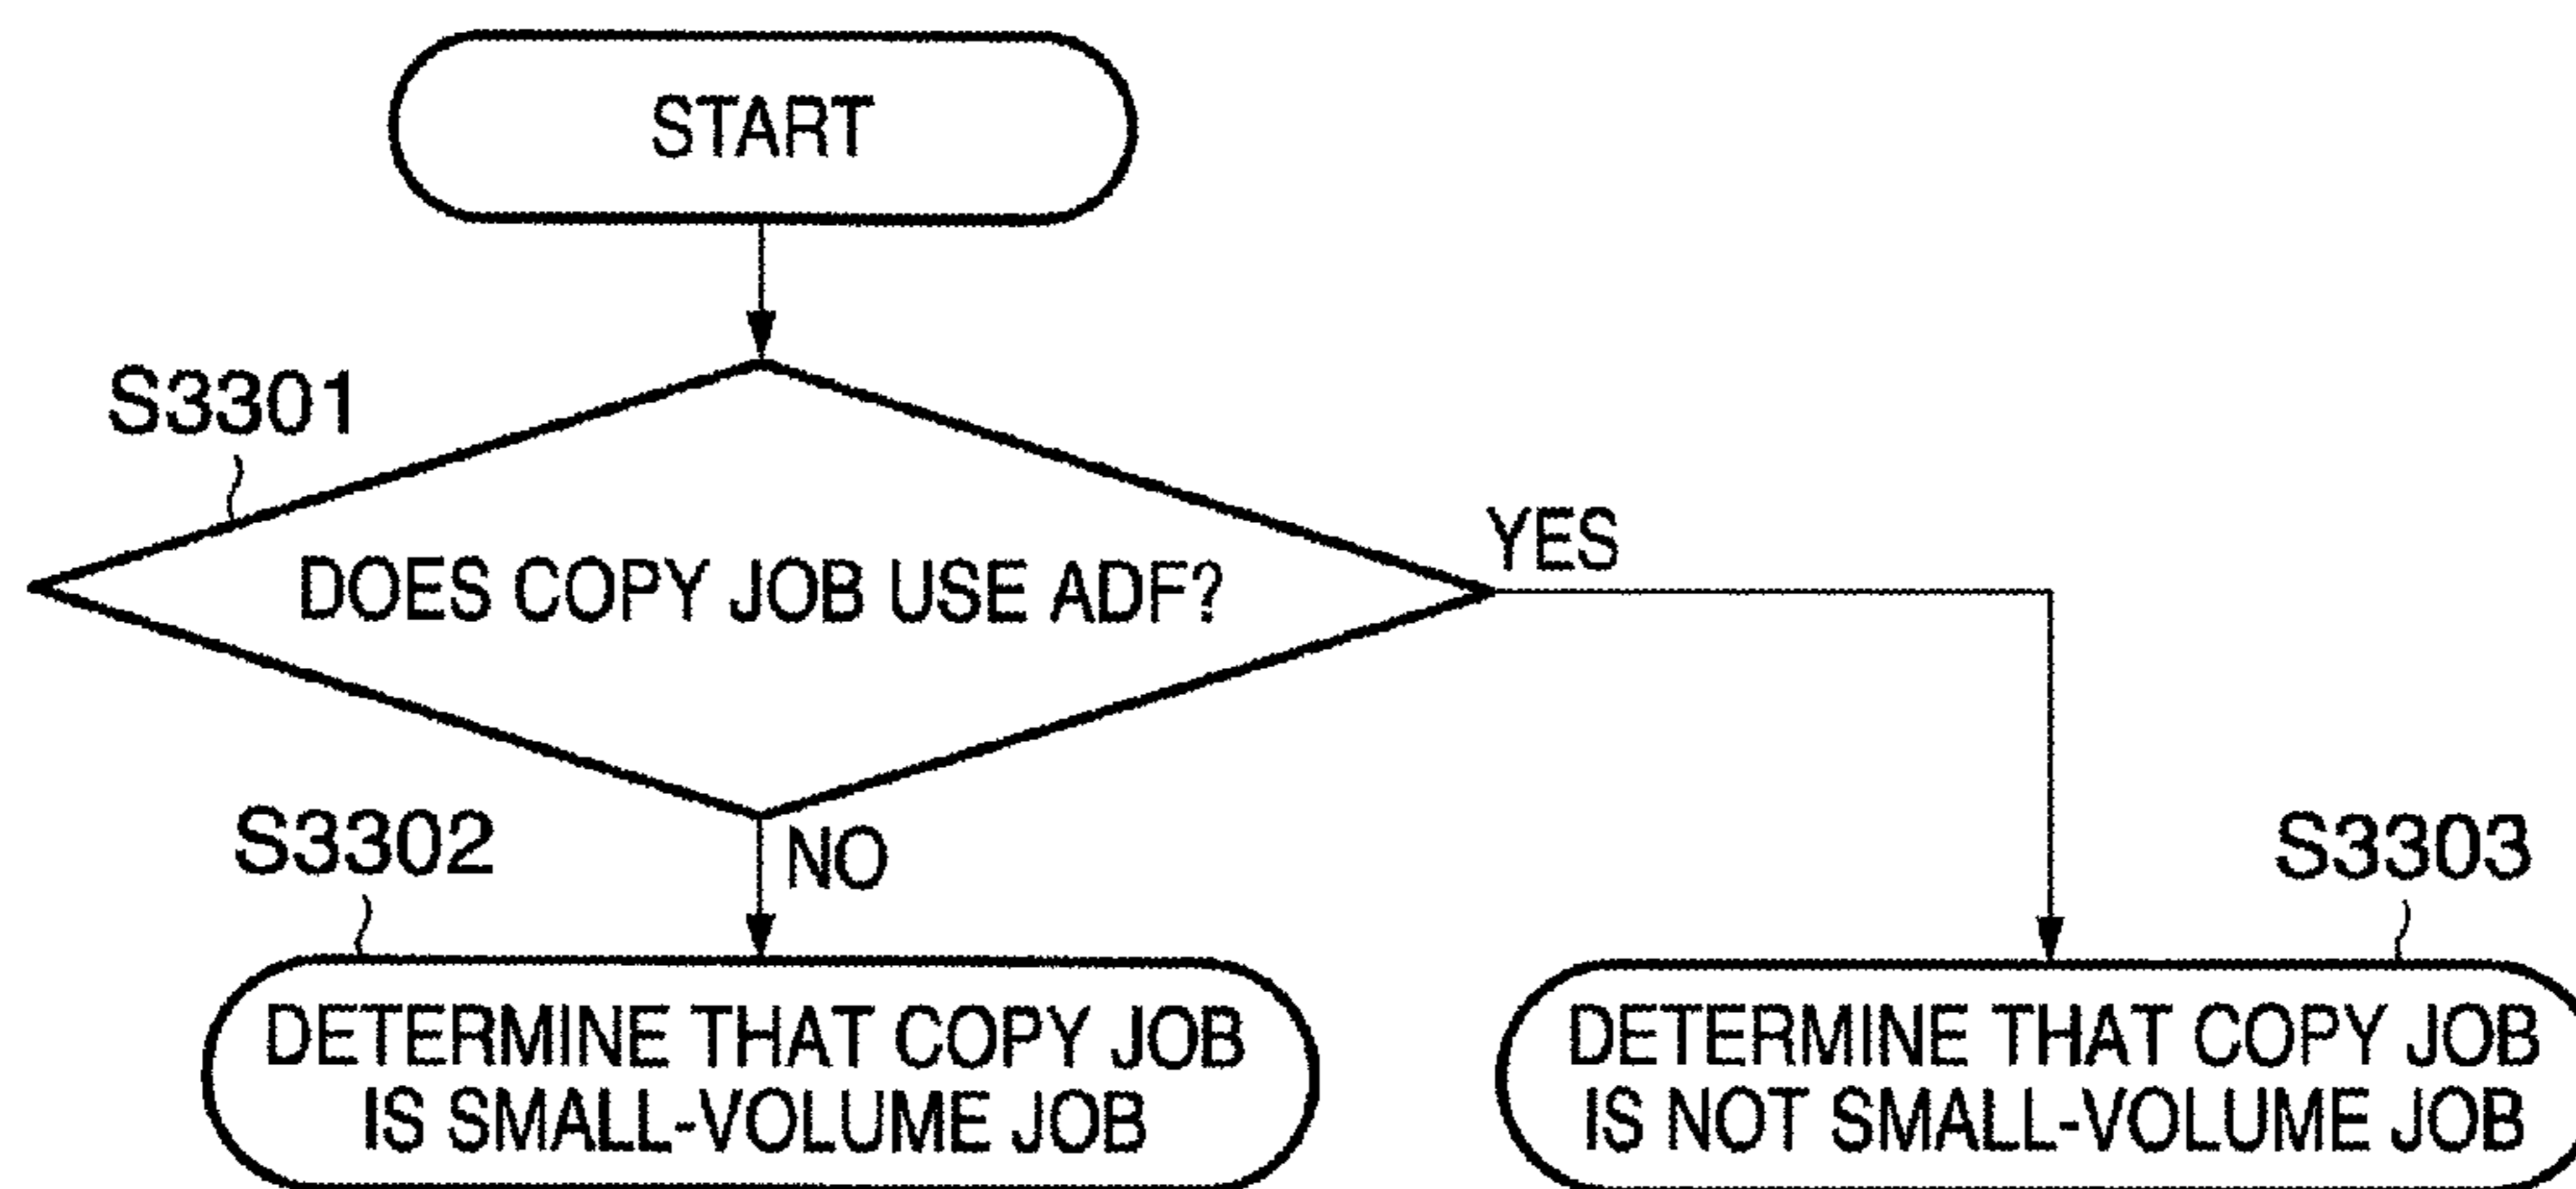 START
S3301
DOES COPY JOB USE ADF?
YES
NO
S3302
DETERMINE THAT COPY JOB
IS SMALL-VOLUME JOB
S3303
DETERMINE THAT COPY JOB
IS NOT SMALL-VOLUME JOB